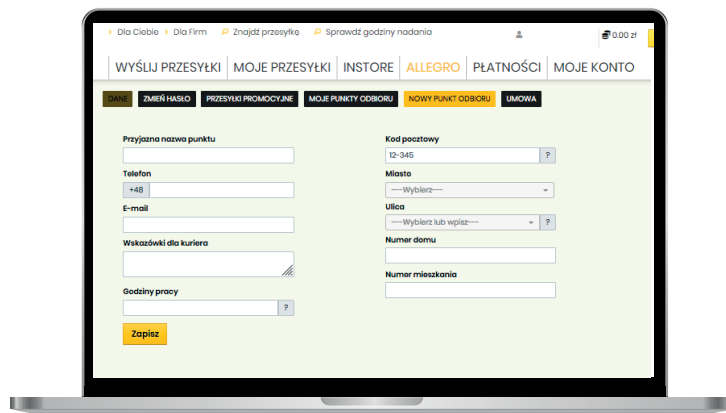 Dla Ciebie Dla Firm Znajdź przesyłkę Sprawdź godziny nadania 0.00 zł
WYŚLIJ PRZESYŁKI MOJE PRZESYŁKI INSTORE ALLEGRO PŁATNOŚCI MOJE KONTO
DANE ZMIEŃ HASŁO PRZESYŁKI PROMOCYJNE MOJE PUNKTY ODBIORU NOWY PUNKT ODBIORU UMOWA
Przyjazna nazwa punktu
Telefon
+48
E-mail
Wskazówki dla kuriera
Godziny pracy
?
Zapisz
Kod pocztowy
12-345 ?
Miasto
---Wybierz---
Ulica
---Wybierz lub wpisz--- ?
Numer domu
Numer mieszkania